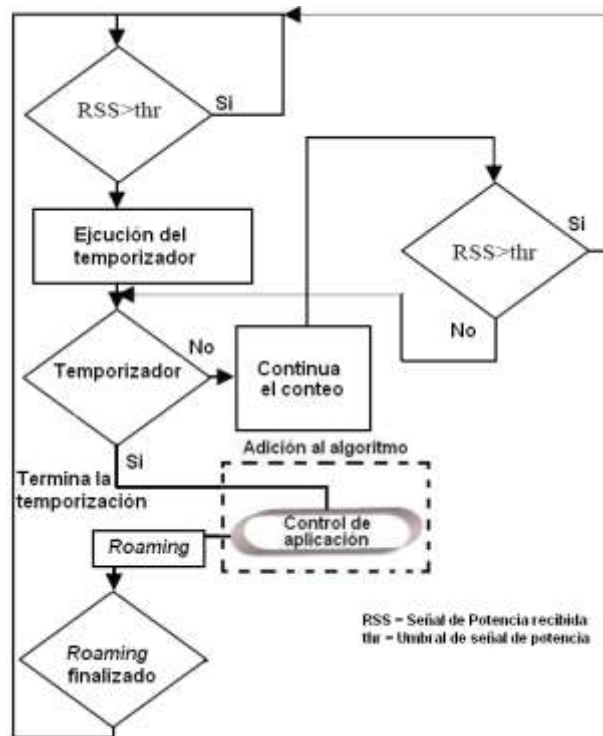 RSS>thr
Si
Ejcución del
temporizador
RSS>thr
Si
No
Temporizador
No
Continua
el conteo
Si
Termina la
temporización
Adición al algoritmo
Control de
aplicación
Roaming
Roaming
finalizado
RSS = Señal de Potencia recibida
thr = Umbral de señal de potencia